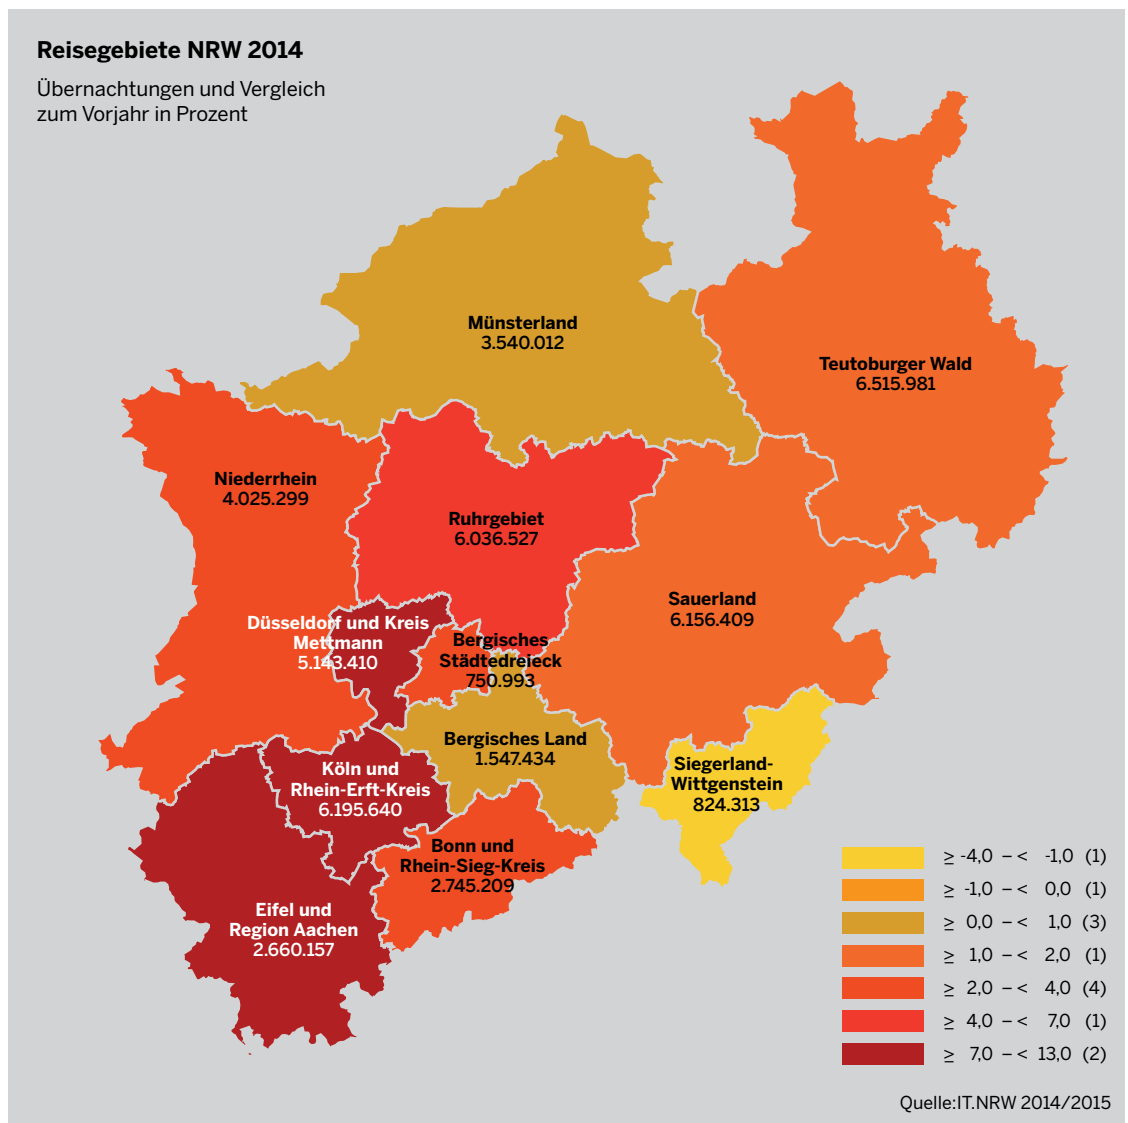 Reisegebiete NRW 2014
Übernachtungen und Vergleich
zum Vorjahr in Prozent
Münsterland
3.540.012
Teutoburger Wald
6.515.981
Niederrhein
4.025.299
Ruhrgebiet
6.036.527
Sauerland
6.156.409
Düsseldorf und Kreis
Mettmann
5.143.410
Bergisches
Städtedreieck
750.993
Bergisches Land
1.547.434
Siegerland-
Wittgenstein
824.313
Köln und
Rhein-Erft-Kreis
6.195.640
Bonn und
Rhein-Sieg-Kreis
2.745.209
Eifel und
Region Aachen
2.660.157
≥ -4,0 – < -1,0 (1)
≥ -1,0 – < 0,0 (1)
≥ 0,0 – < 1,0 (3)
≥ 1,0 – < 2,0 (1)
≥ 2,0 – < 4,0 (4)
≥ 4,0 – < 7,0 (1)
≥ 7,0 – < 13,0 (2)
Quelle:IT.NRW 2014/2015